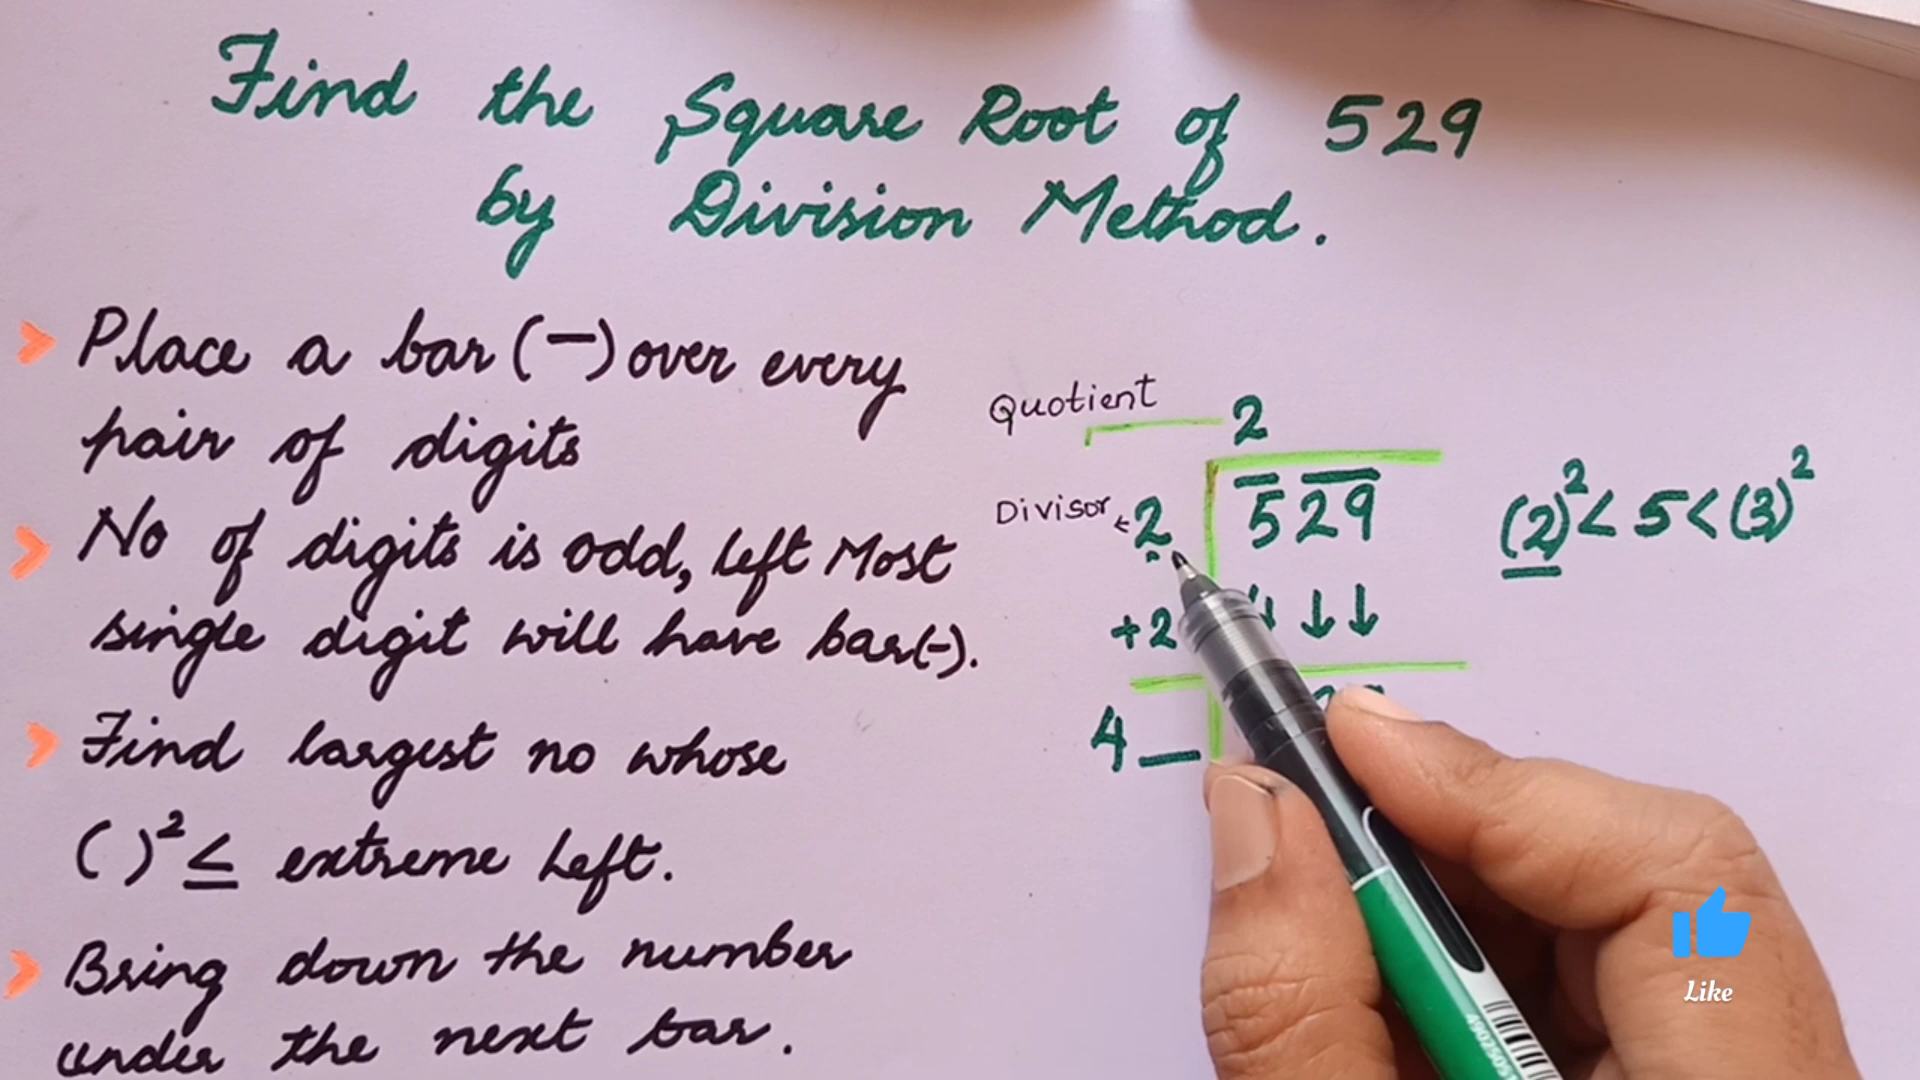 Find the Square Root of 529
by Division Method.
Place a bar (—) over every
pair of digits
No of digits is odd, left Most
single digit will have bar(-).
Find largest no whose
( )² ≤ extreme left.
Bring down the number
under the next bar.
Quotient 2
Divisor ← 2 529 (2)² < 5 < (3)²
+2 ↓ ↓ ↓
4 _
Like